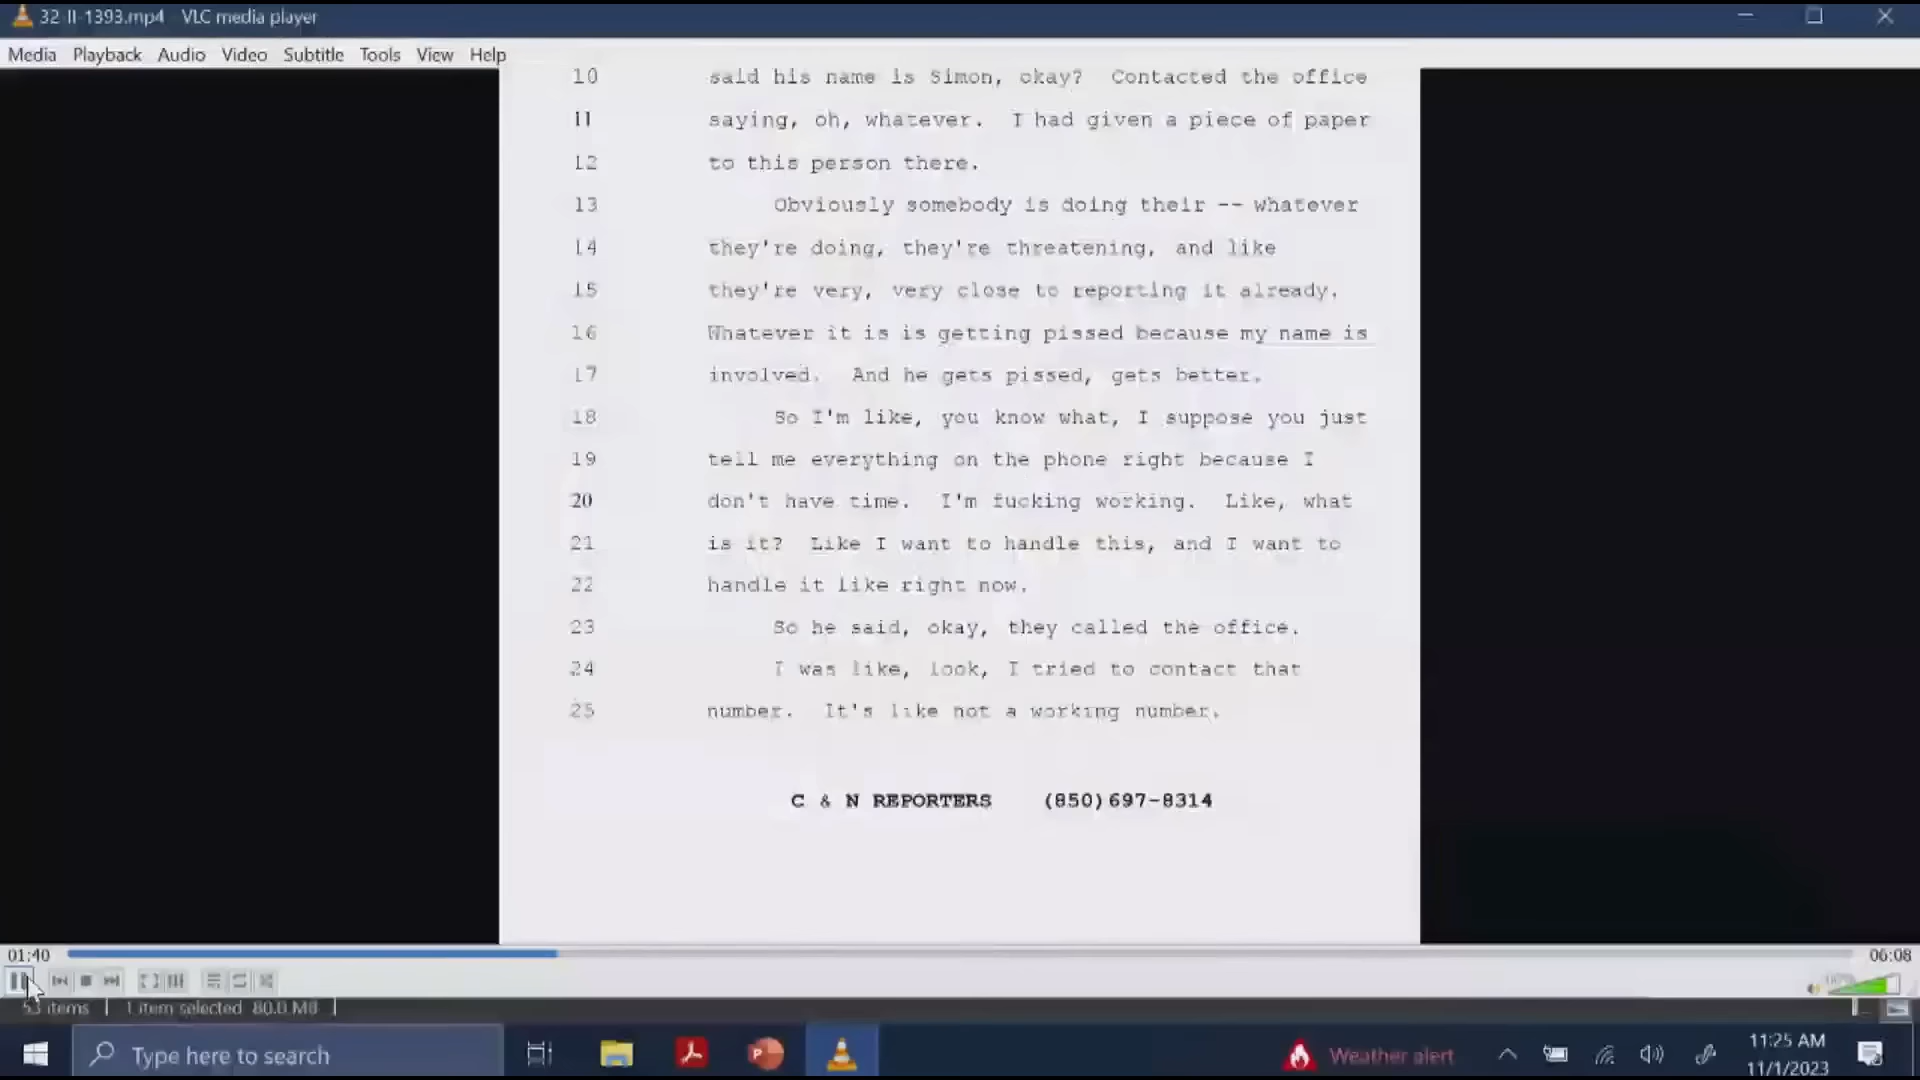 32 II-1393.mp4 VLC media player
Media Playback Audio Video Subtitle Tools View Help
10 said his name is Simon, okay? Contacted the office
11 saying, oh, whatever. I had given a piece of paper
12 to this person there.
13 Obviously somebody is doing their -- whatever
14 they're doing, they're threatening, and like
15 they're very, very close to reporting it already.
16 Whatever it is is getting pissed because my name is
17 involved. And he gets pissed, gets better.
18 So I'm like, you know what, I suppose you just
19 tell me everything on the phone right because I
20 don't have time. I'm fucking working. Like, what
21 is it? Like I want to handle this, and I want to
22 handle it like right now.
23 So he said, okay, they called the office.
24 I was like, look, I tried to contact that
25 number. It's like not a working number.
C & N REPORTERS (850)697-8314
01:40 06:08
53 items 1 item selected 80.0 MB
Type here to search
Weather alert
11:25 AM
11/1/2023